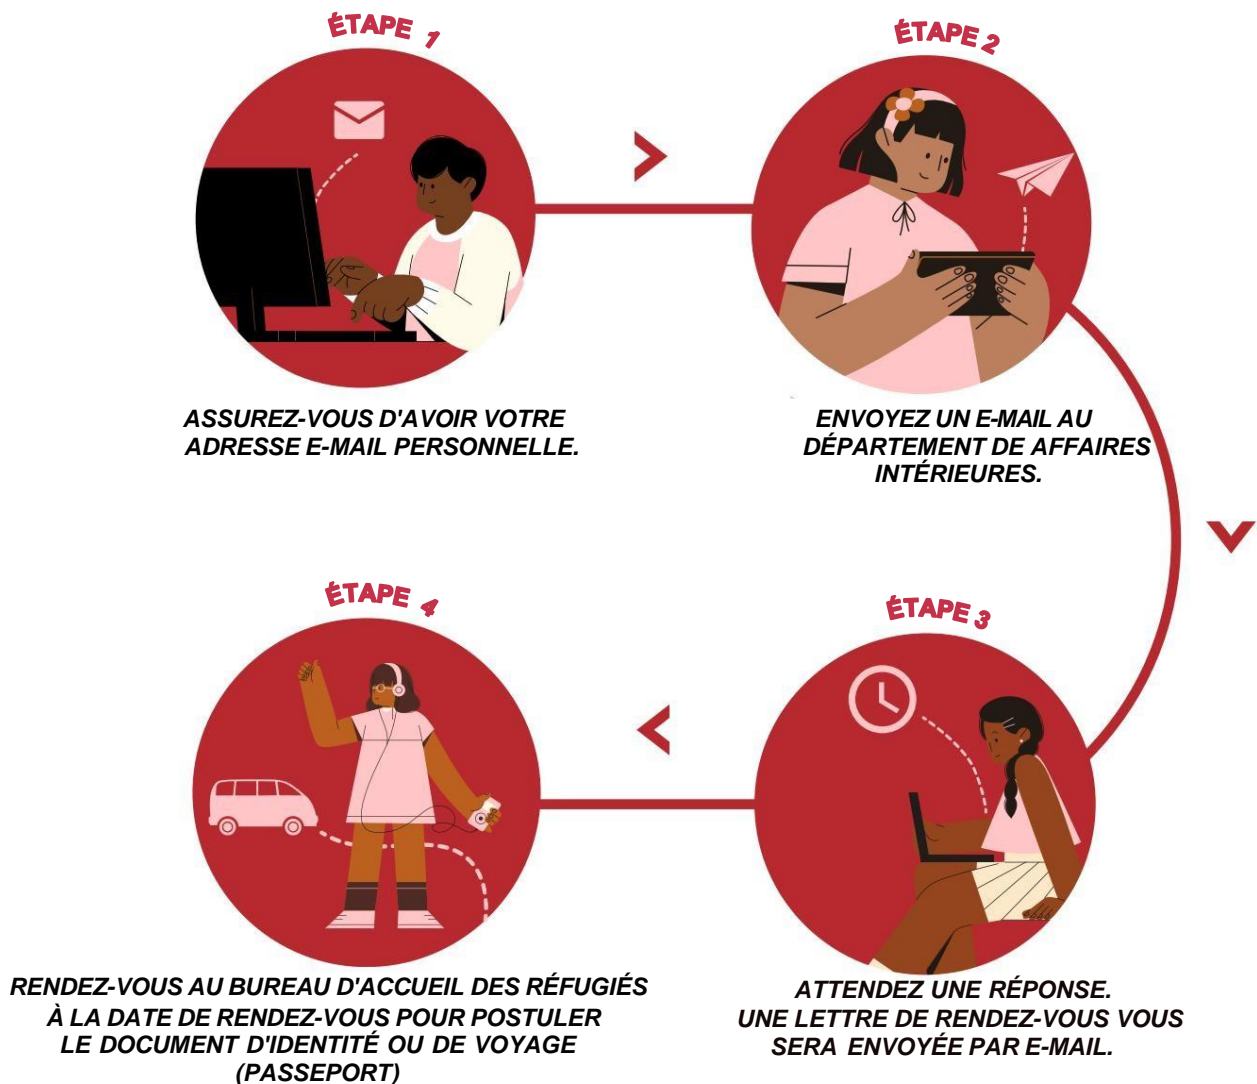 ÉTAPE 1
ASSUREZ-VOUS D'AVOIR VOTRE
ADRESSE E-MAIL PERSONNELLE.
ÉTAPE 2
ENVOYEZ UN E-MAIL AU
DÉPARTEMENT DE AFFAIRES
INTÉRIEURES.
ÉTAPE 3
ATTENDEZ UNE RÉPONSE.
UNE LETTRE DE RENDEZ-VOUS VOUS
SERA ENVOYÉE PAR E-MAIL.
ÉTAPE 4
RENDEZ-VOUS AU BUREAU D'ACCUEIL DES RÉFUGIÉS
À LA DATE DE RENDEZ-VOUS POUR POSTULER
LE DOCUMENT D'IDENTITÉ OU DE VOYAGE
(PASSEPORT)